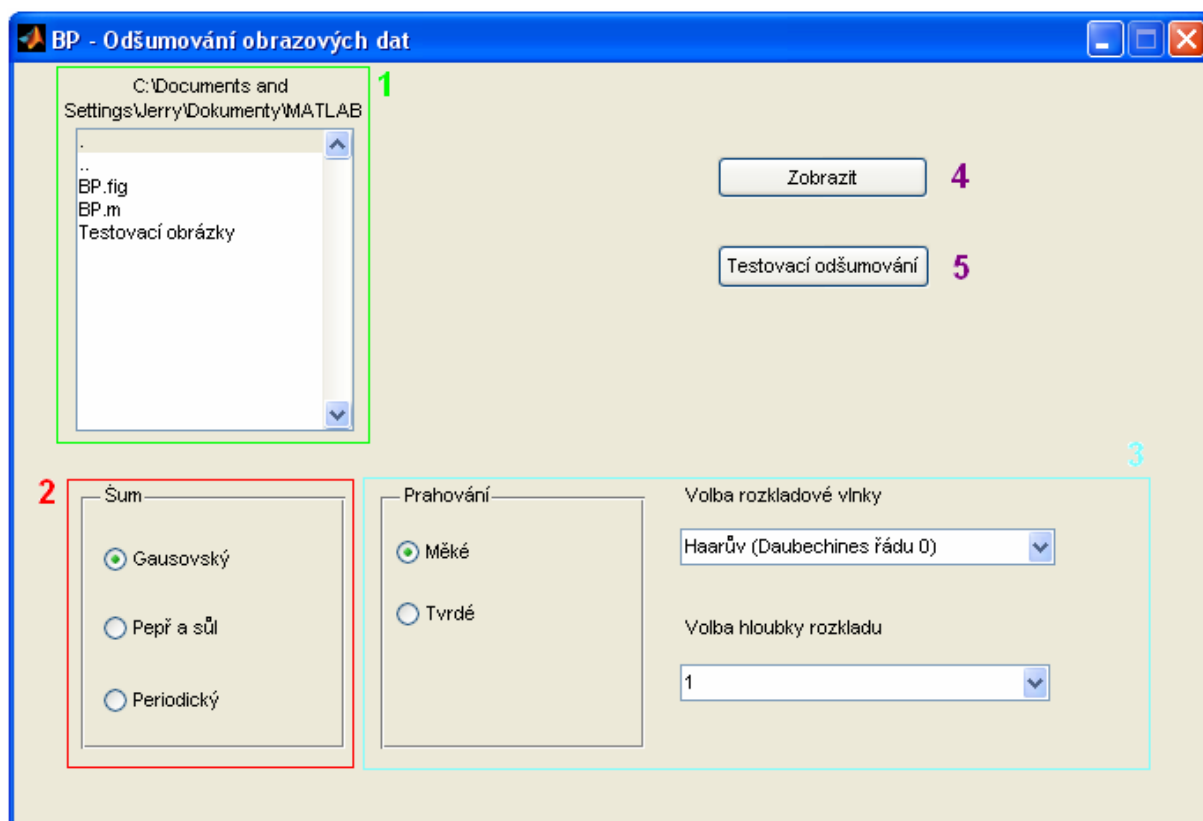 BP - Odšumování obrazových dat
C:\Documents and
Settings\Jerry\Dokumenty\MATLAB
1
.
..
BP.fig
BP.m
Testovací obrázky
Zobrazit
4
Testovací odšumování
5
3
2
Šum
Gausovský
Pepř a sůl
Periodický
Prahování
Měké
Tvrdé
Volba rozkladové vlnky
Haarův (Daubechines řádu 0)
Volba hloubky rozkladu
1